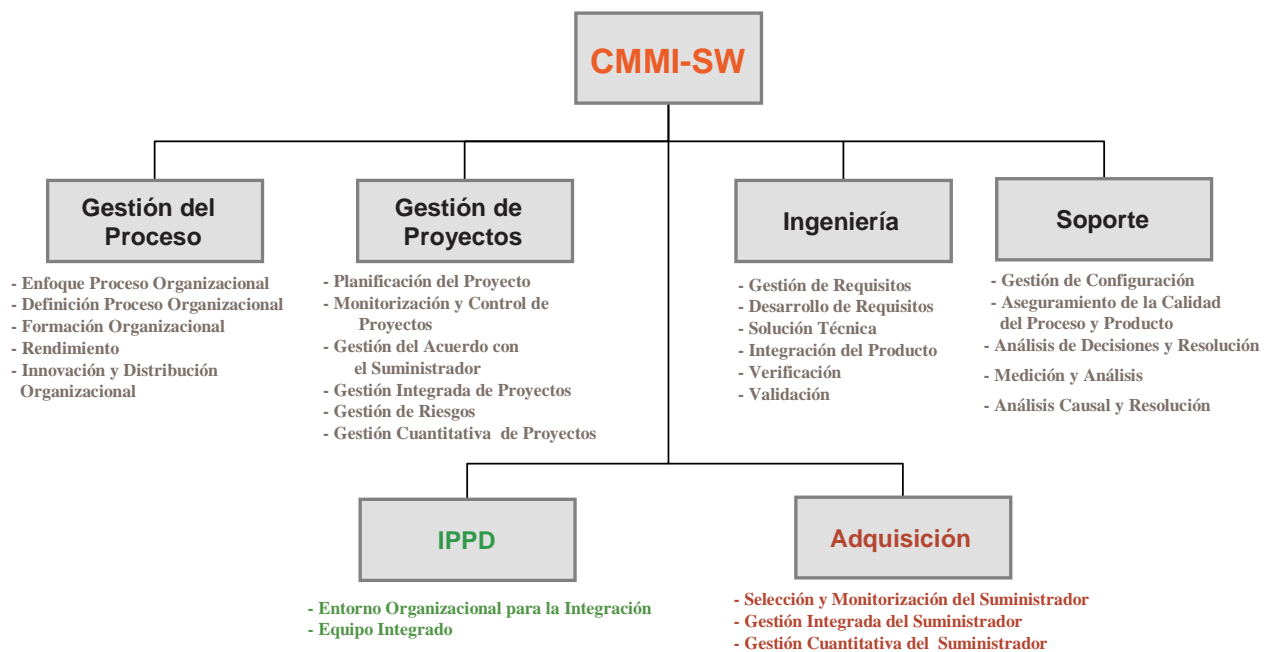 CMMI-SW
Gestión del
Proceso
- Enfoque Proceso Organizacional
- Definición Proceso Organizacional
- Formación Organizacional
- Rendimiento
- Innovación y Distribución
Organizacional
Gestión de
Proyectos
- Planificación del Proyecto
- Monitorización y Control de
Proyectos
- Gestión del Acuerdo con
el Suministrador
- Gestión Integrada de Proyectos
- Gestión de Riesgos
- Gestión Cuantitativa de Proyectos
Ingeniería
- Gestión de Requisitos
- Desarrollo de Requisitos
- Solución Técnica
- Integración del Producto
- Verificación
- Validación
Soporte
- Gestión de Configuración
- Aseguramiento de la Calidad
del Proceso y Producto
- Análisis de Decisiones y Resolución
- Medición y Análisis
- Análisis Causal y Resolución
IPPD
- Entorno Organizacional para la Integración
- Equipo Integrado
Adquisición
- Selección y Monitorización del Suministrador
- Gestión Integrada del Suministrador
- Gestión Cuantitativa del Suministrador